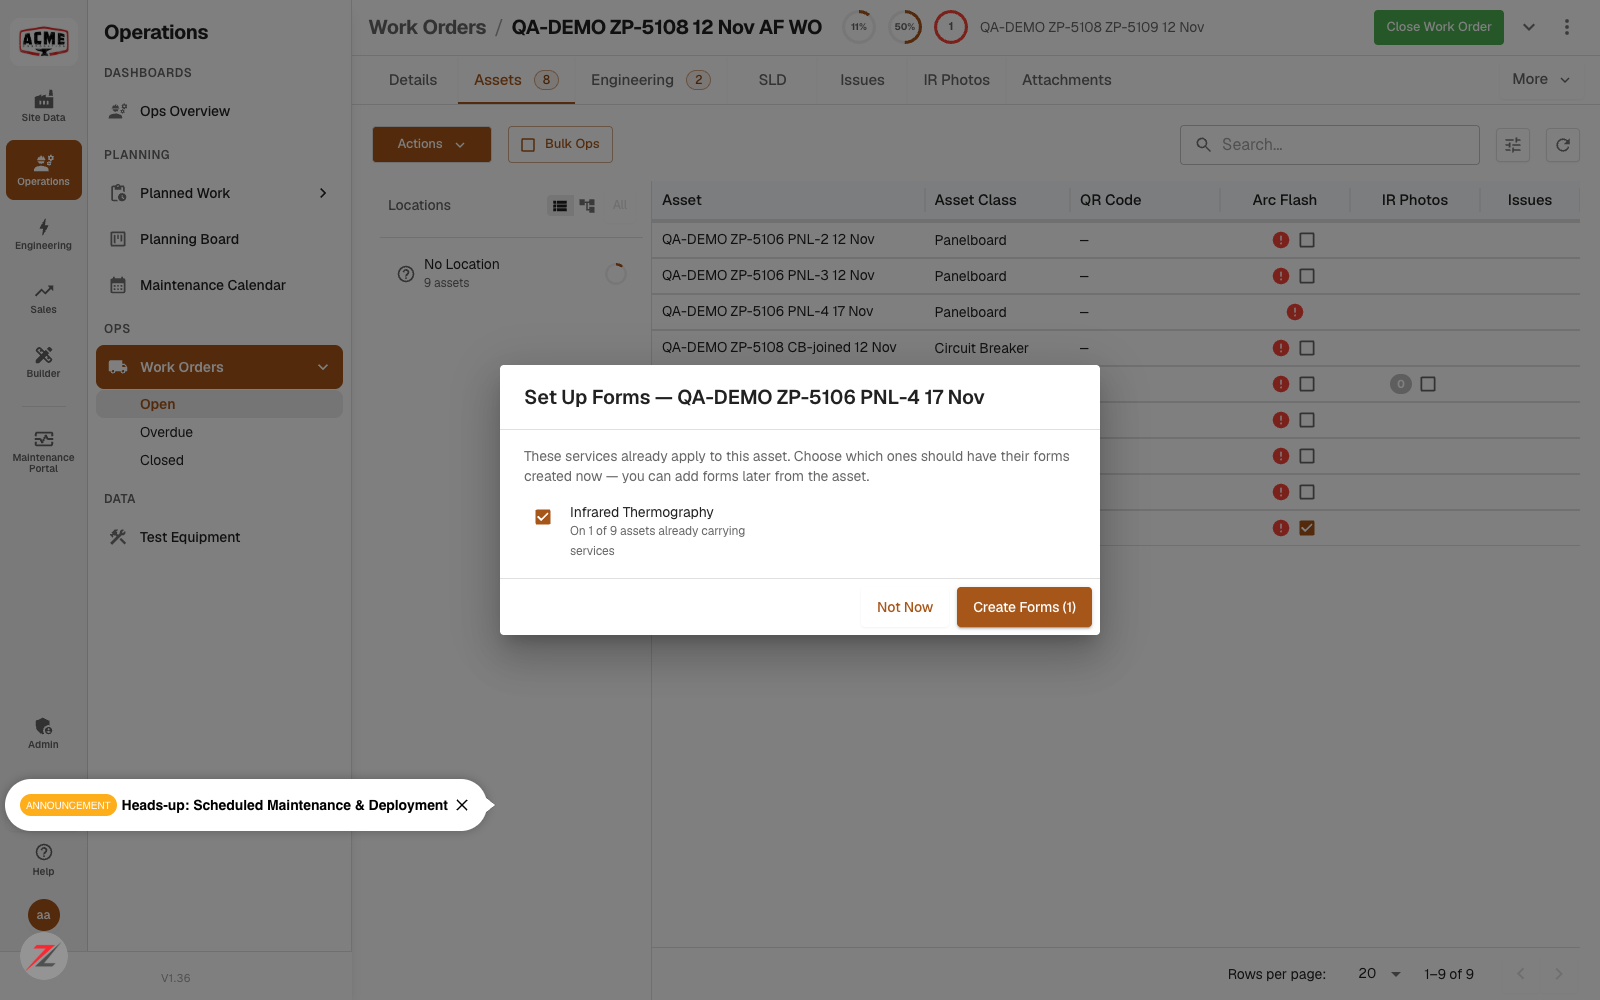 ACME
Site Data
Operations
Engineering
Sales
Builder
Maintenance
Portal
Admin
Help
aa
Operations
DASHBOARDS
Ops Overview
PLANNING
Planned Work
Planning Board
Maintenance Calendar
OPS
Work Orders
Open
Overdue
Closed
DATA
Test Equipment
V1.36
ANNOUNCEMENT Heads-up: Scheduled Maintenance & Deployment
Work Orders / QA-DEMO ZP-5108 12 Nov AF WO 11% 50% 1 QA-DEMO ZP-5108 ZP-5109 12 Nov
Close Work Order
Details Assets 8 Engineering 2 SLD Issues IR Photos Attachments More
Actions Bulk Ops Search...
Locations All
No Location
9 assets
Asset Asset Class QR Code Arc Flash IR Photos Issues
QA-DEMO ZP-5106 PNL-2 12 Nov Panelboard –
QA-DEMO ZP-5106 PNL-3 12 Nov Panelboard –
QA-DEMO ZP-5106 PNL-4 17 Nov Panelboard –
QA-DEMO ZP-5108 CB-joined 12 Nov Circuit Breaker –
0
Set Up Forms — QA-DEMO ZP-5106 PNL-4 17 Nov
These services already apply to this asset. Choose which ones should have their forms
created now — you can add forms later from the asset.
Infrared Thermography
On 1 of 9 assets already carrying
services
Not Now Create Forms (1)
Rows per page: 20 1–9 of 9